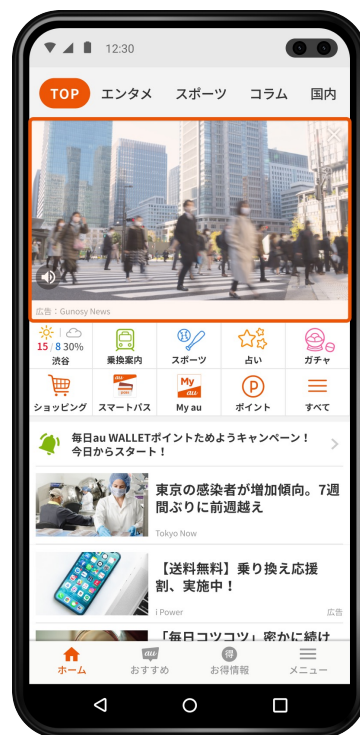 12:30
TOP エンタメ スポーツ コラム 国内
広告：Gunosy News
15/8 30%
渋谷 乗換案内 スポーツ 占い ガチャ
au
My
au
P
ショッピング スマートパス My au ポイント すべて
毎日au WALLETポイントためようキャンペーン！
今日からスタート！
東京の感染者が増加傾向。7週
間ぶりに前週越え
Tokyo Now
【送料無料】乗り換え応援
割、実施中！
i Power 広告
「毎日コツコツ」密かに続け
au 得
ホーム おすすめ お得情報 メニュー